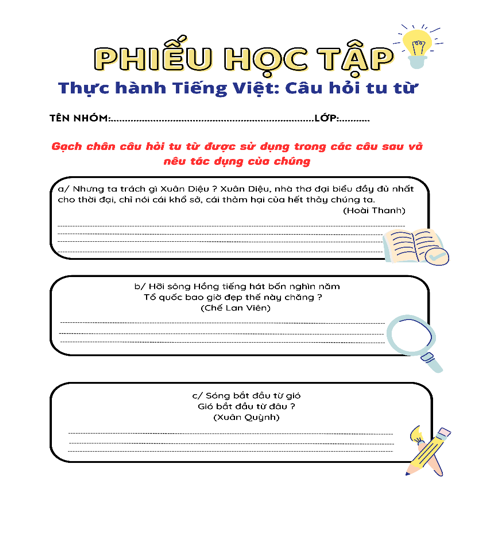 PHIẾU HỌC TẬP
Thực hành Tiếng Việt: Câu hỏi tu từ
TÊN NHÓM:..............................................................LỚP:..........
Gạch chân câu hỏi tu từ được sử dụng trong các câu sau và
nêu tác dụng của chúng
a/ Nhưng ta trách gì Xuân Diệu ? Xuân Diệu, nhà thơ đại biểu đầy đủ nhất
cho thời đại, chỉ nói cái khổ sở, cái thảm hại của hết thảy chúng ta.
(Hoài Thanh)
b/ Hỡi sông Hồng tiếng hát bốn nghìn năm
Tổ quốc bao giờ đẹp thế này chăng ?
(Chế Lan Viên)
c/ Sóng bắt đầu từ gió
Gió bắt đầu từ đâu ?
(Xuân Quỳnh)